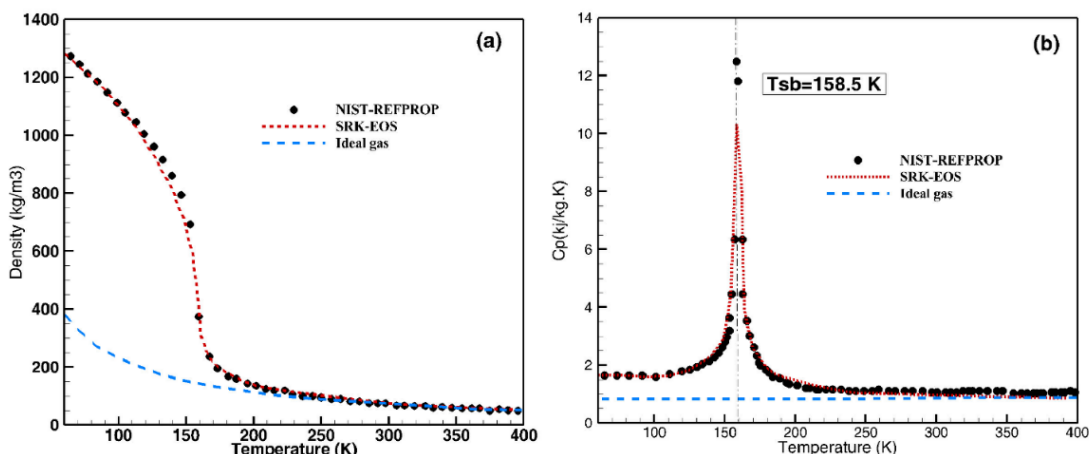 (a)
1400
1200
1000
800
600
400
200
0
Density (kg/m3)
NIST-REFPROP
SRK-EOS
Ideal gas
100
150
200
250
300
350
400
Temperature (K)
(b)
14
12
10
8
6
4
2
0
Cp(kj/kg.K)
Tsb=158.5 K
NIST-REFPROP
SRK-EOS
Ideal gas
100
150
200
250
300
350
400
Temperature (K)